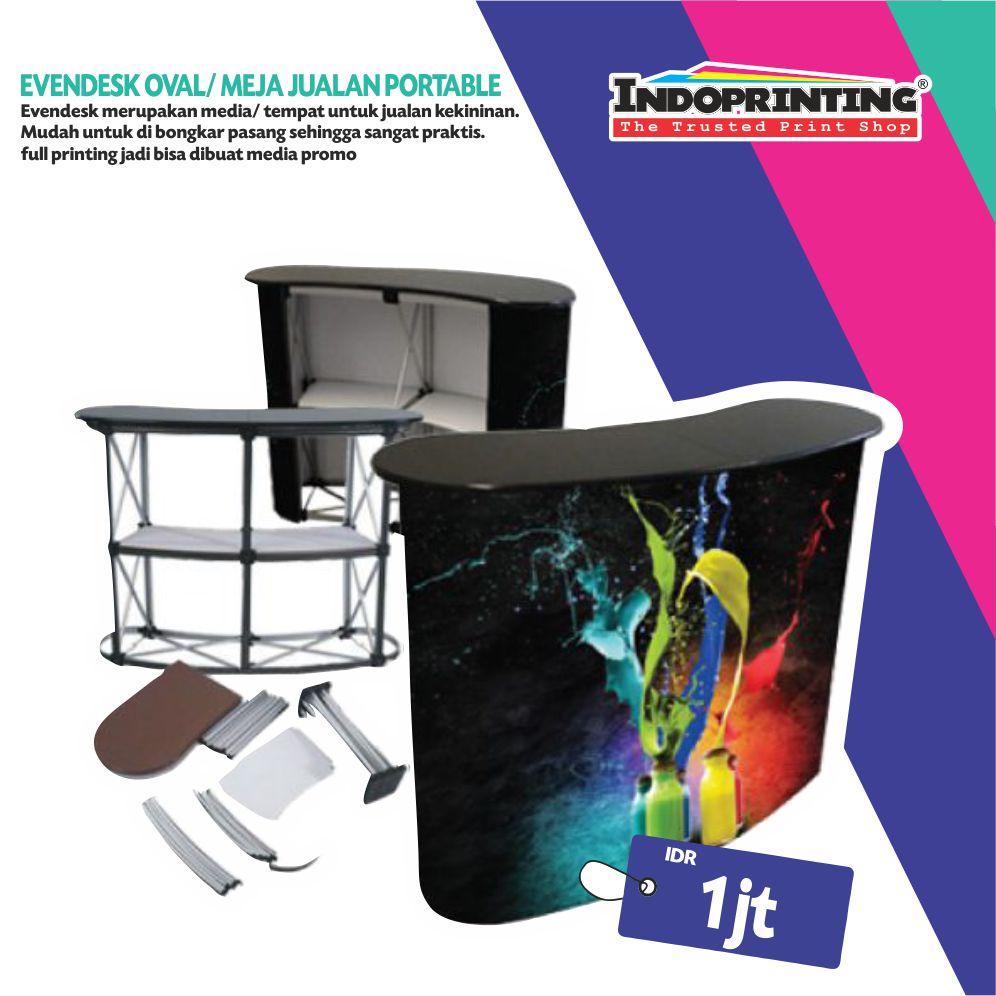 EVENDESK OVAL/ MEJA JUALAN PORTABLE
Evendesk merupakan media/ tempat untuk jualan kekininan.
Mudah untuk di bongkar pasang sehingga sangat praktis.
full printing jadi bisa dibuat media promo
INDOPRINTING®
The Trusted Print Shop
IDR
1jt